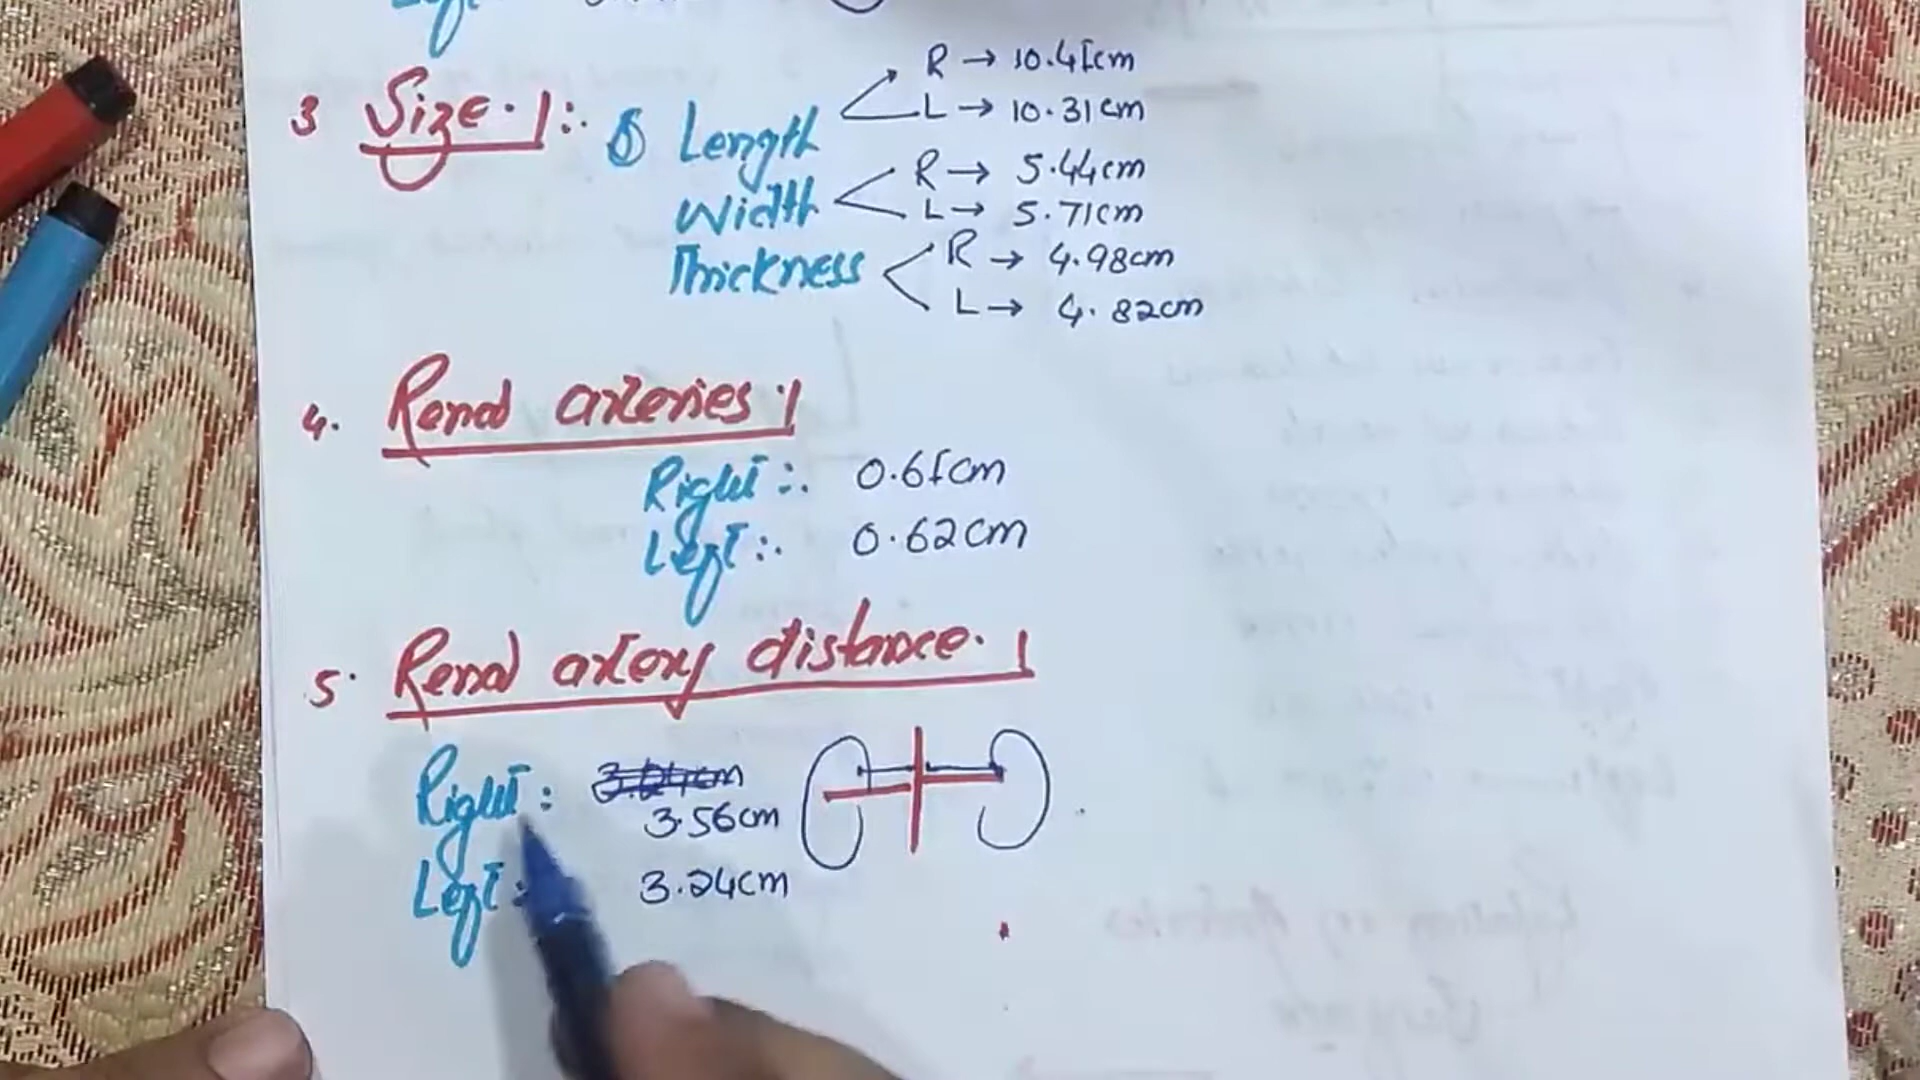 R → 10.41cm
3 Size:- ① Length
L → 10.31cm
R → 5.44cm
Width
L → 5.71cm
R → 4.98cm
Thickness
L → 4.82cm
4. Renal arteries:
Right:- 0.61cm
Left:- 0.62cm
5. Renal artery distance:
Right: 3.56cm
Left: 3.24cm